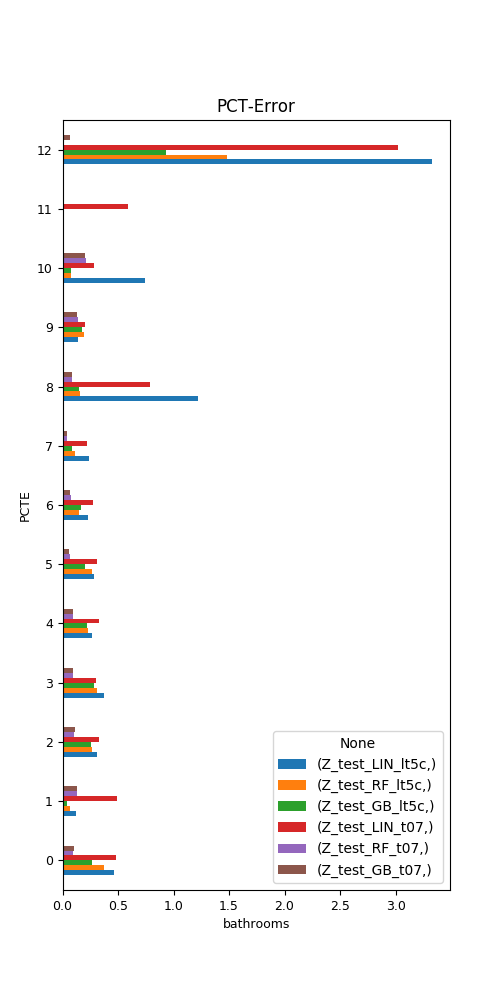 PCT-Error
12
11
10
9
8
7
6
5
4
3
2
1
0
PCTE
0.0 0.5 1.0 1.5 2.0 2.5 3.0
bathrooms
None
(Z_test_LIN_lt5c,)
(Z_test_RF_lt5c,)
(Z_test_GB_lt5c,)
(Z_test_LIN_t07,)
(Z_test_RF_t07,)
(Z_test_GB_t07,)